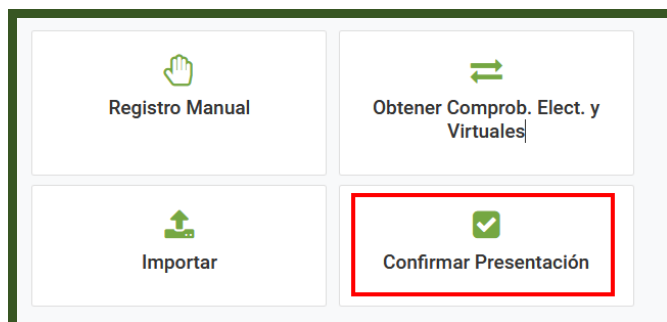 Registro Manual
Obtener Comprob. Elect. y
Virtuales
Importar
Confirmar Presentación